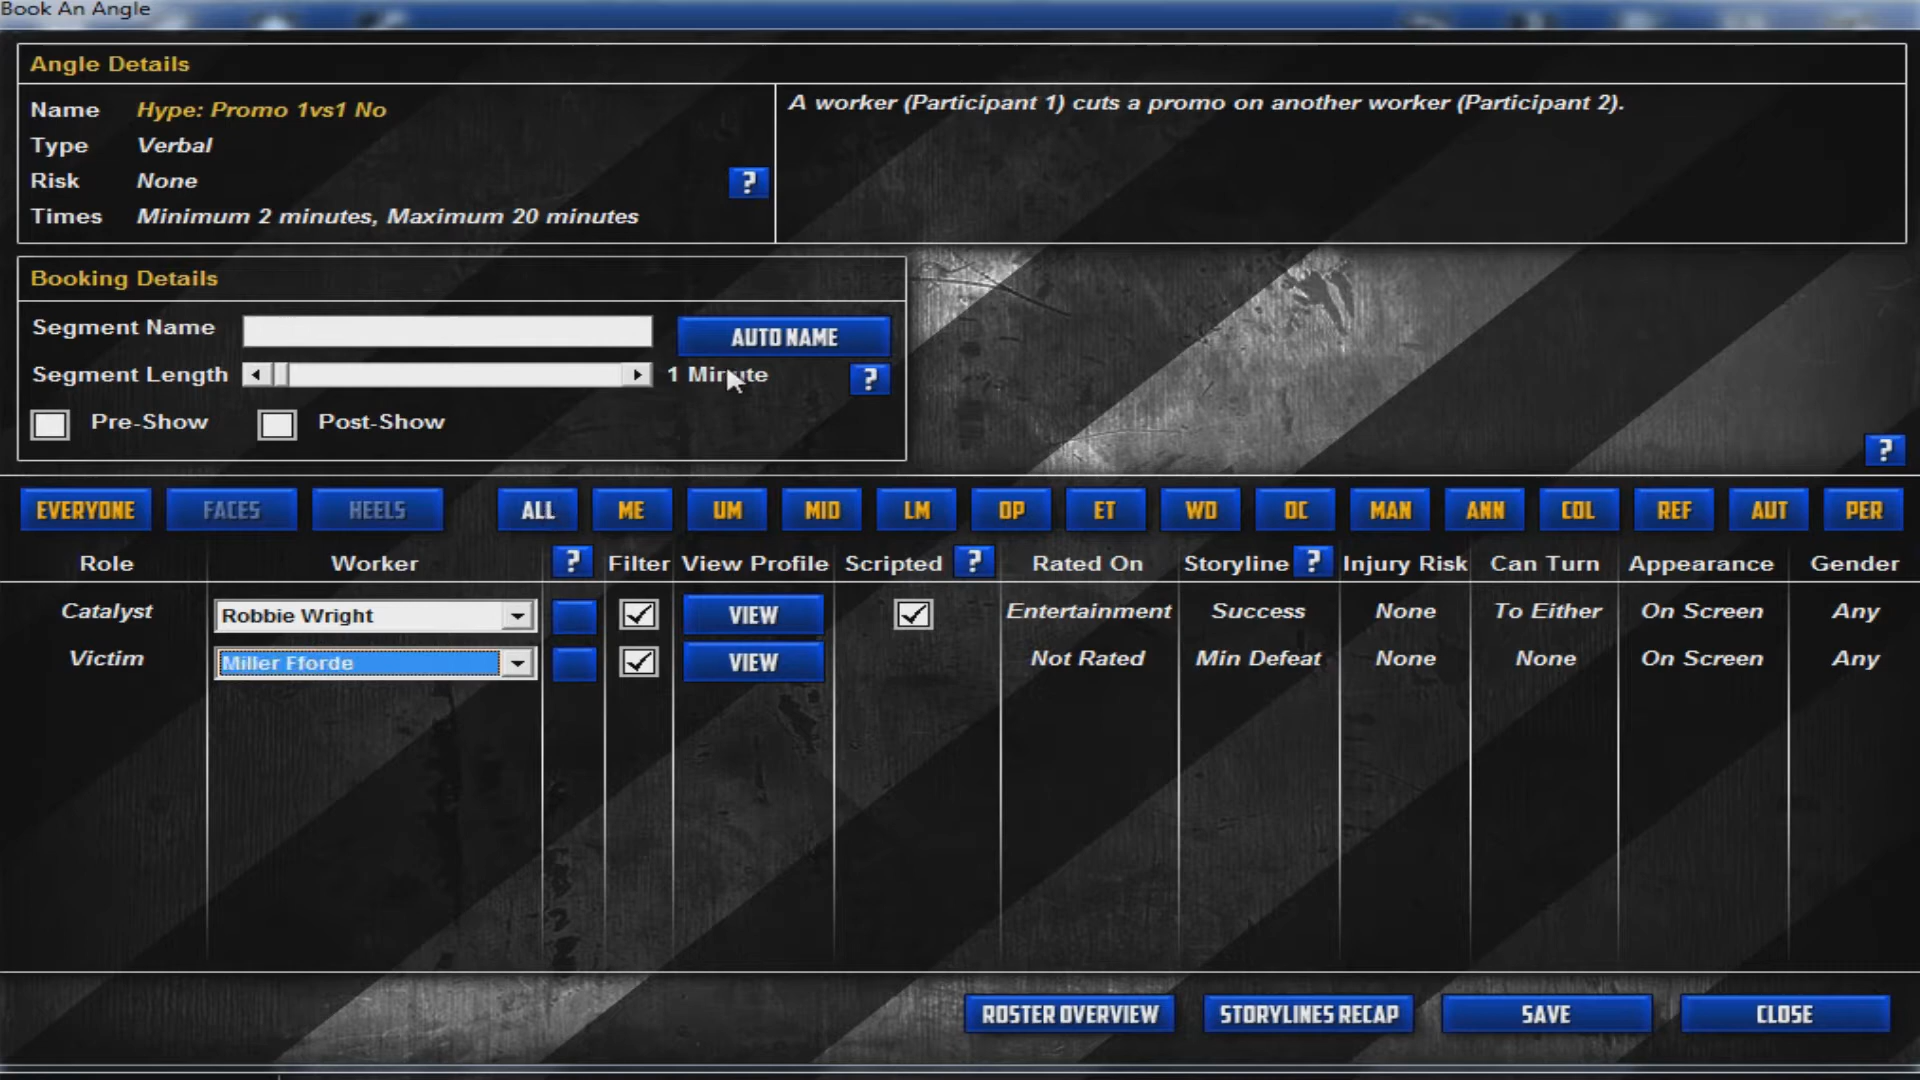 Book An Angle
Angle Details
Name Hype: Promo 1vs1 No
Type Verbal
Risk None
?
Times Minimum 2 minutes, Maximum 20 minutes
A worker (Participant 1) cuts a promo on another worker (Participant 2).
Booking Details
Segment Name AUTO NAME
Segment Length 1 Minute ?
Pre-Show Post-Show
?
EVERYONE FACES HEELS ALL ME UM MID LM OP ET WD OC MAN ANN COL REF AUT PER
Role Worker ? Filter View Profile Scripted ? Rated On Storyline ? Injury Risk Can Turn Appearance Gender
Catalyst Robbie Wright VIEW Entertainment Success None To Either On Screen Any
Victim Miller Fforde VIEW Not Rated Min Defeat None None On Screen Any
ROSTER OVERVIEW STORYLINES RECAP SAVE CLOSE